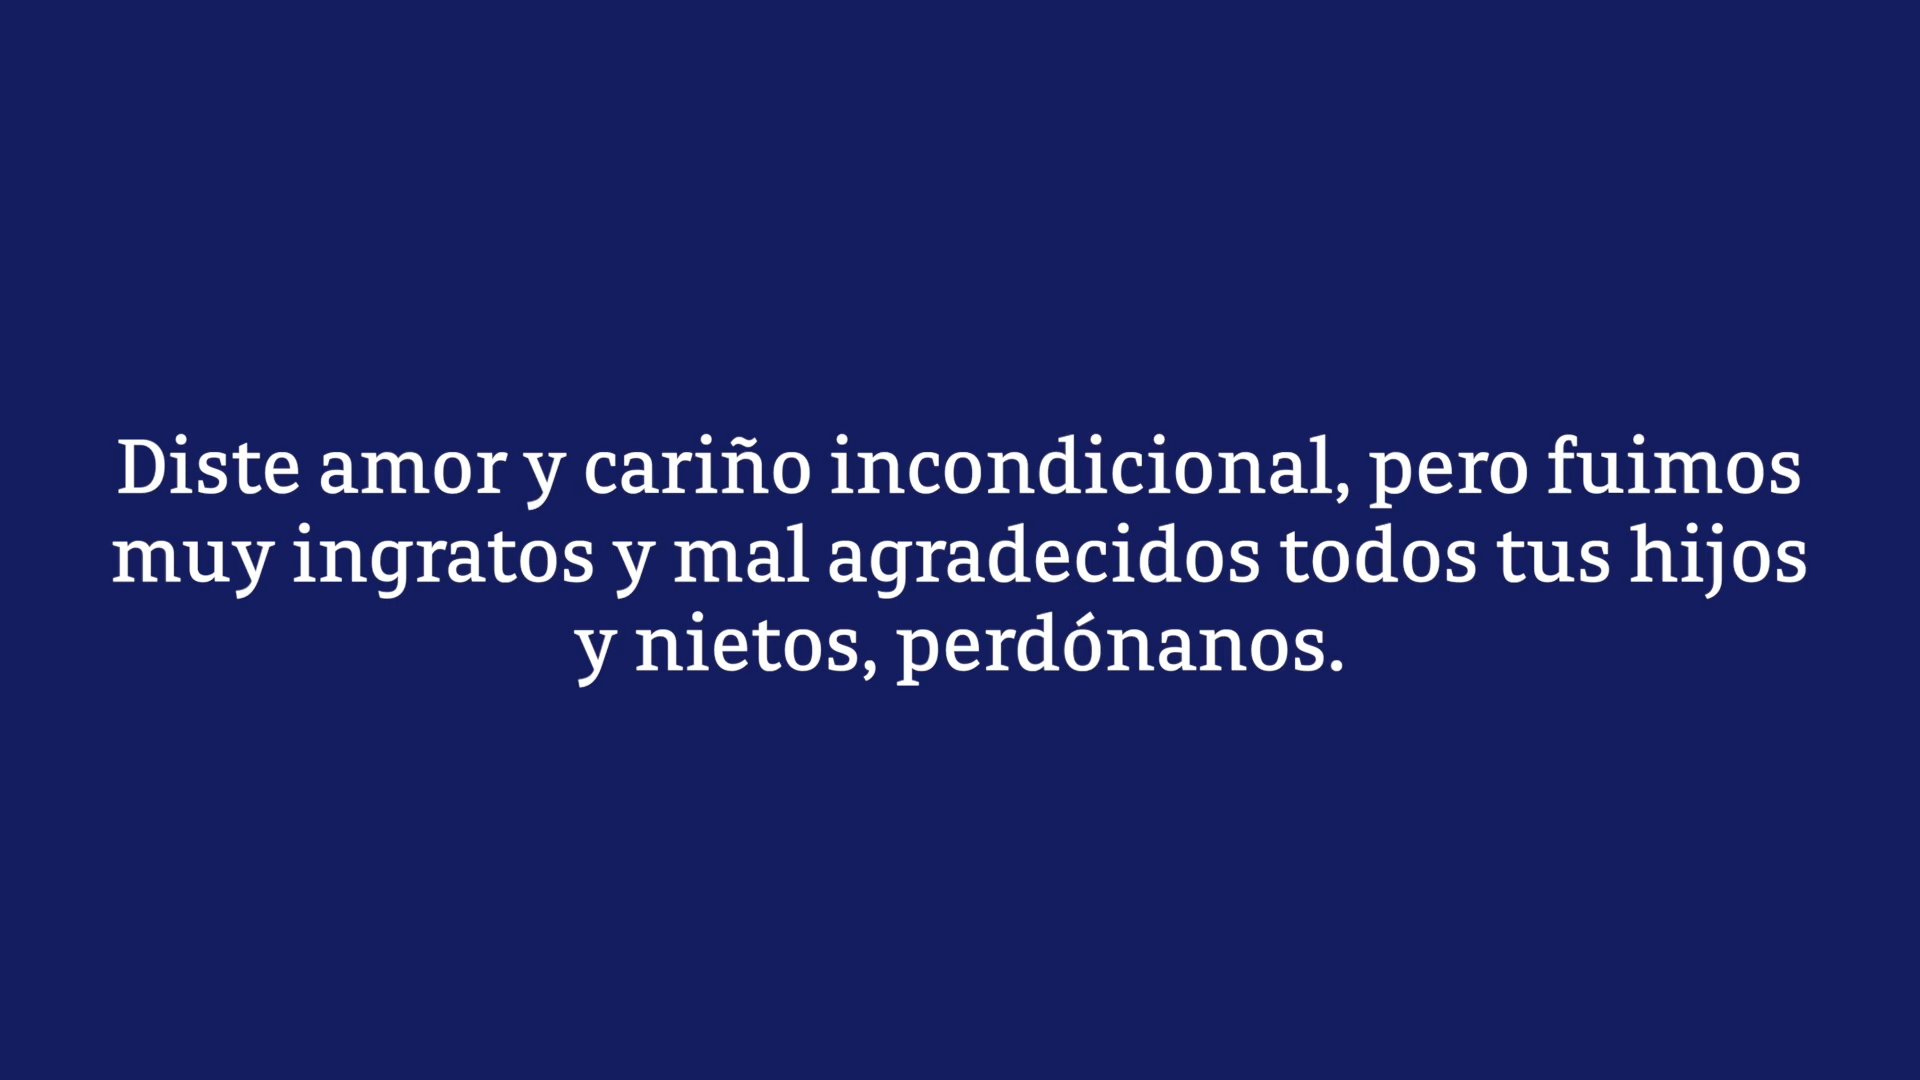 Diste amor y cariño incondicional, pero fuimos
muy ingratos y mal agradecidos todos tus hijos
y nietos, perdónanos.